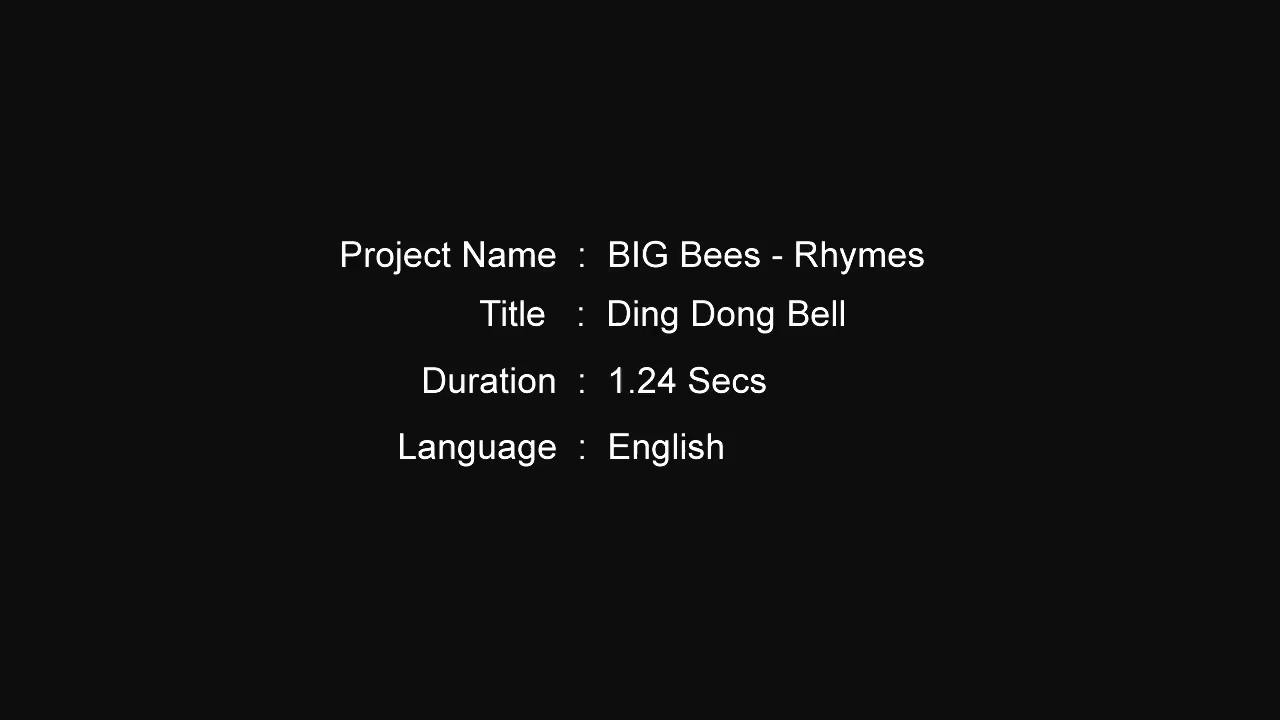 Project Name : BIG Bees - Rhymes
Title : Ding Dong Bell
Duration : 1.24 Secs
Language : English